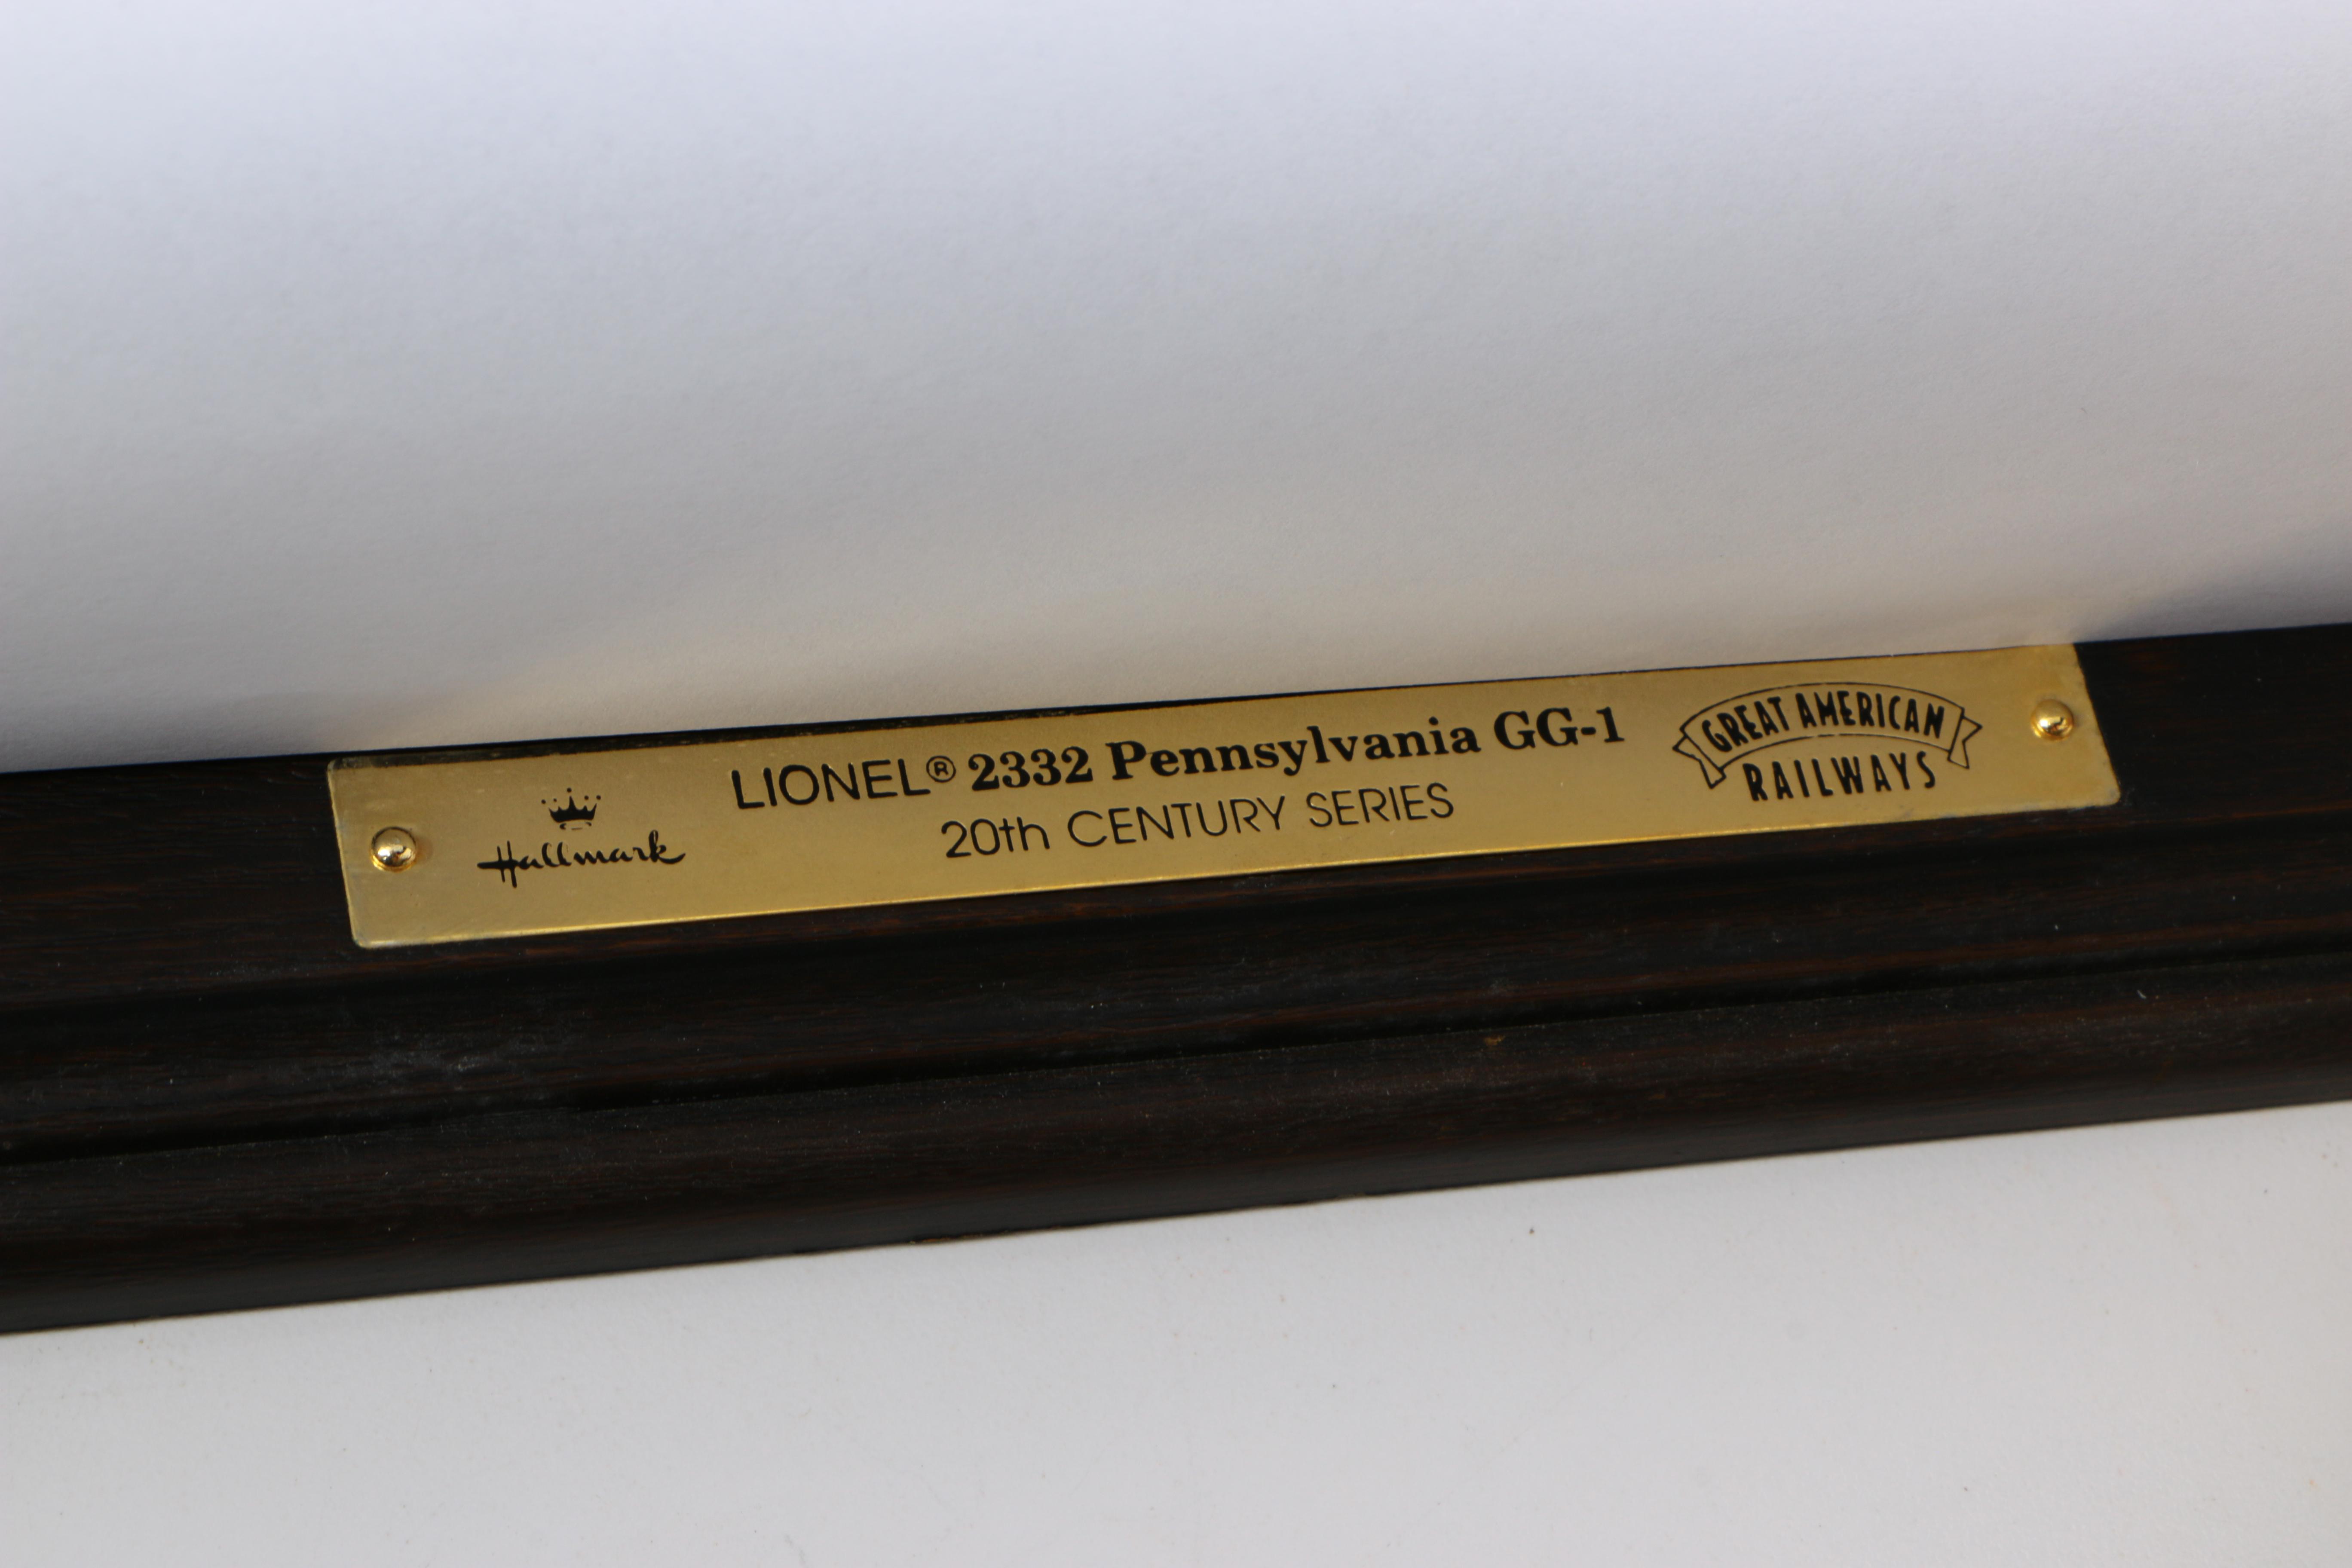 Hallmark
LIONEL® 2332 Pennsylvania GG-1
20th CENTURY SERIES
GREAT AMERICAN
RAILWAYS